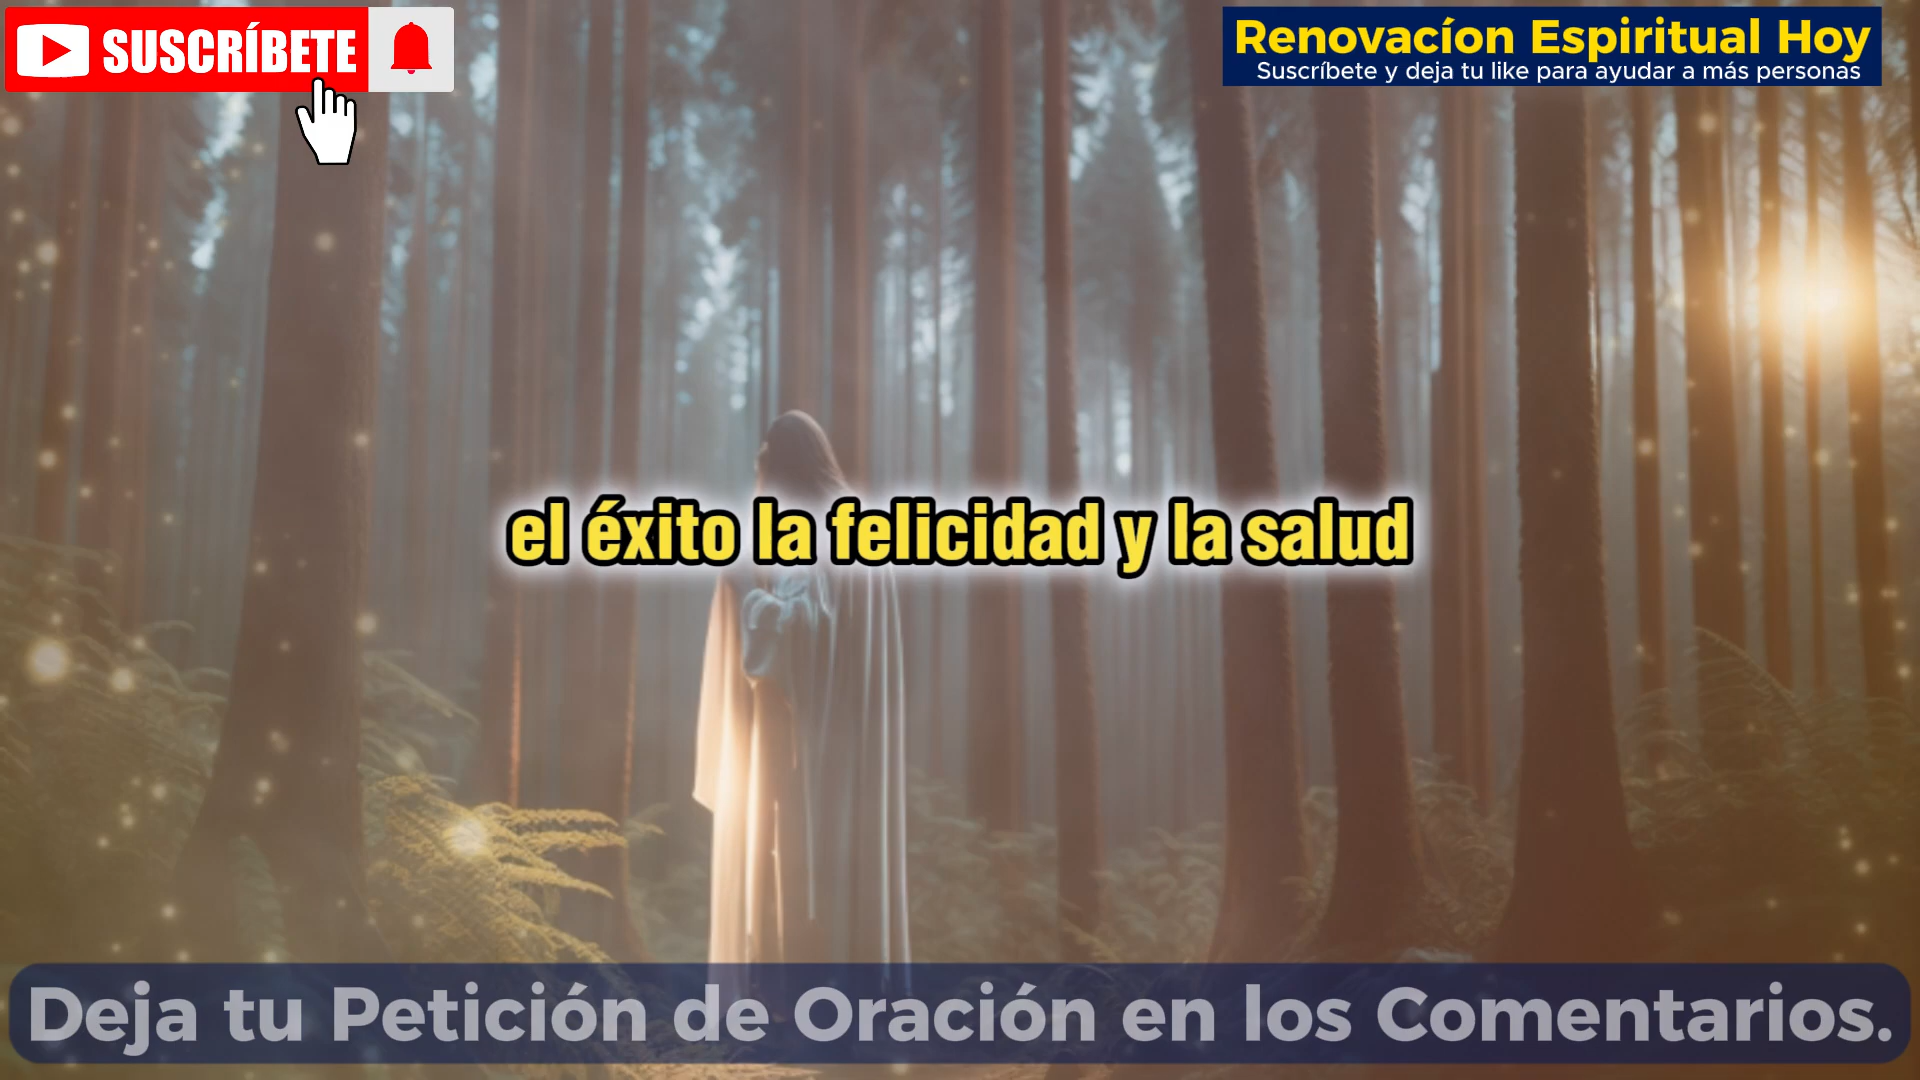 SUSCRÍBETE
Renovacíon Espiritual Hoy
Suscríbete y deja tu like para ayudar a más personas
el éxito la felicidad y la salud
Deja tu Petición de Oración en los Comentarios.